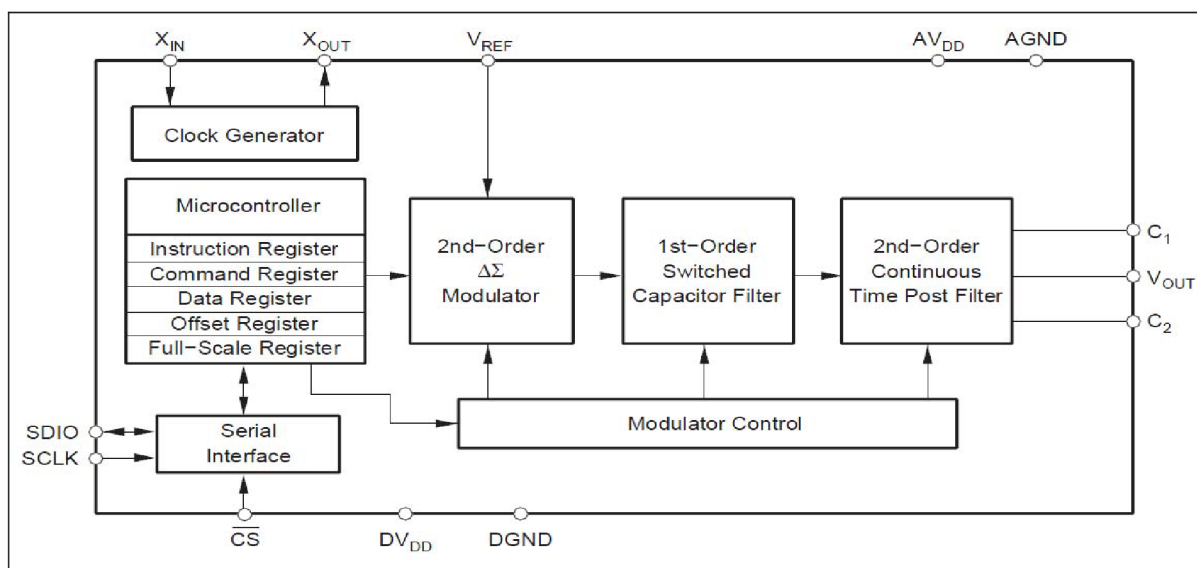 X_IN X_OUT V_REF AV_DD AGND
Clock Generator
Microcontroller
Instruction Register
Command Register
Data Register
Offset Register
Full-Scale Register
2nd-Order
ΔΣ
Modulator
1st-Order
Switched
Capacitor Filter
2nd-Order
Continuous
Time Post Filter
C_1
V_OUT
C_2
Modulator Control
SDIO
SCLK
Serial
Interface
C̅S̅ DV_DD DGND